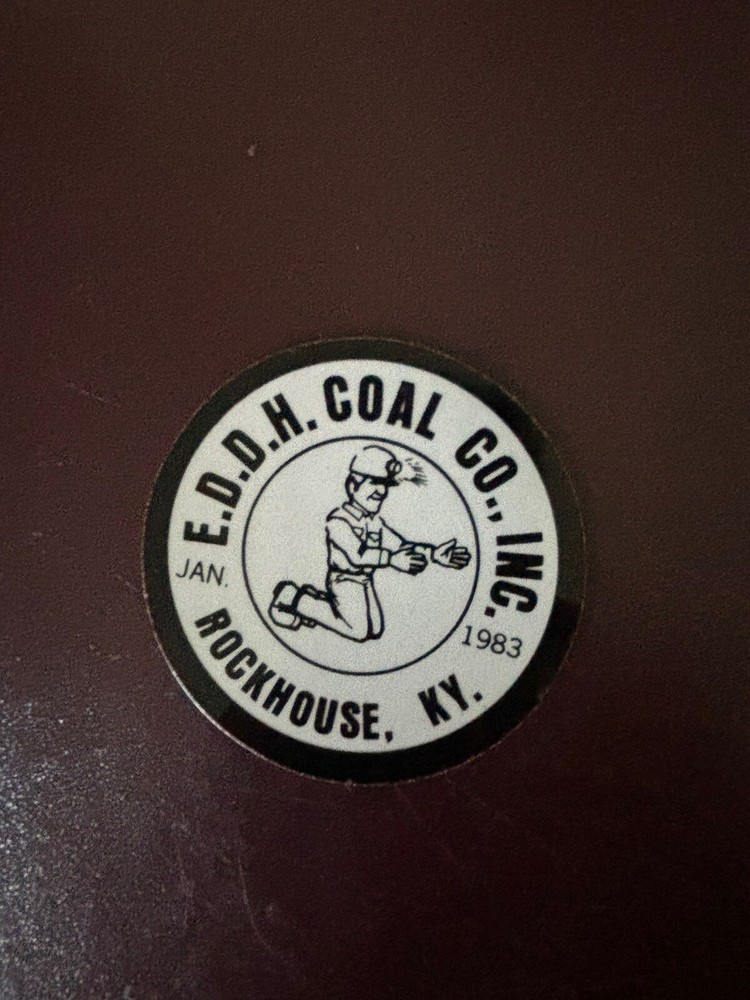 E.D.D.H. COAL CO., INC.
JAN.
1983
ROCKHOUSE, KY.